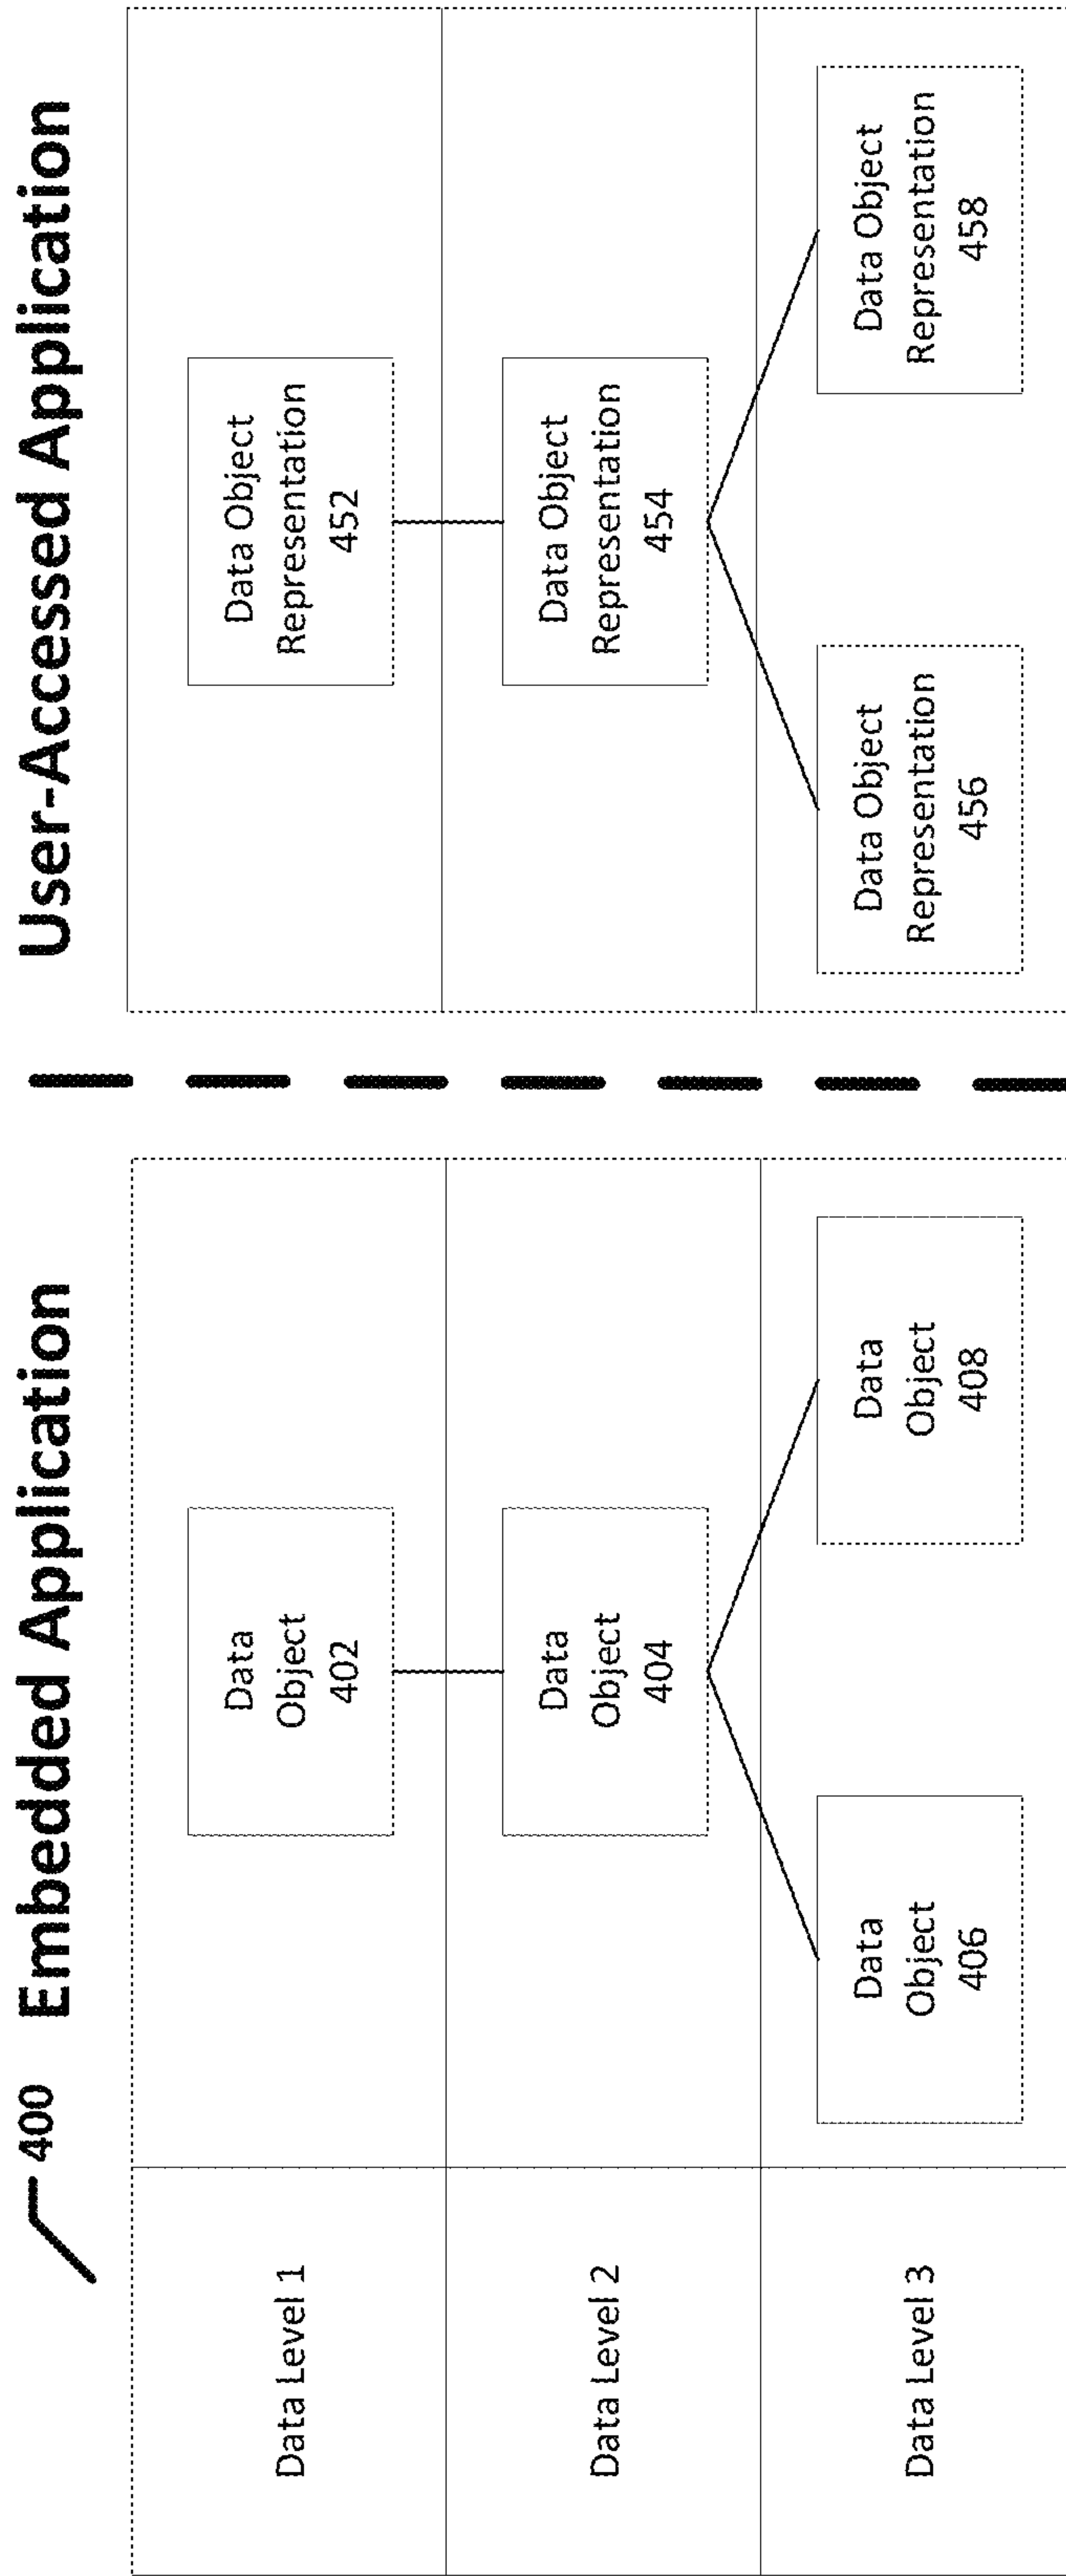 400
Embedded Application
User-Accessed Application
Data Level 1
Data
Object
402
Data Object
Representation
452
Data Level 2
Data
Object
404
Data Object
Representation
454
Data Level 3
Data
Object
406
Data
Object
408
Data Object
Representation
456
Data Object
Representation
458